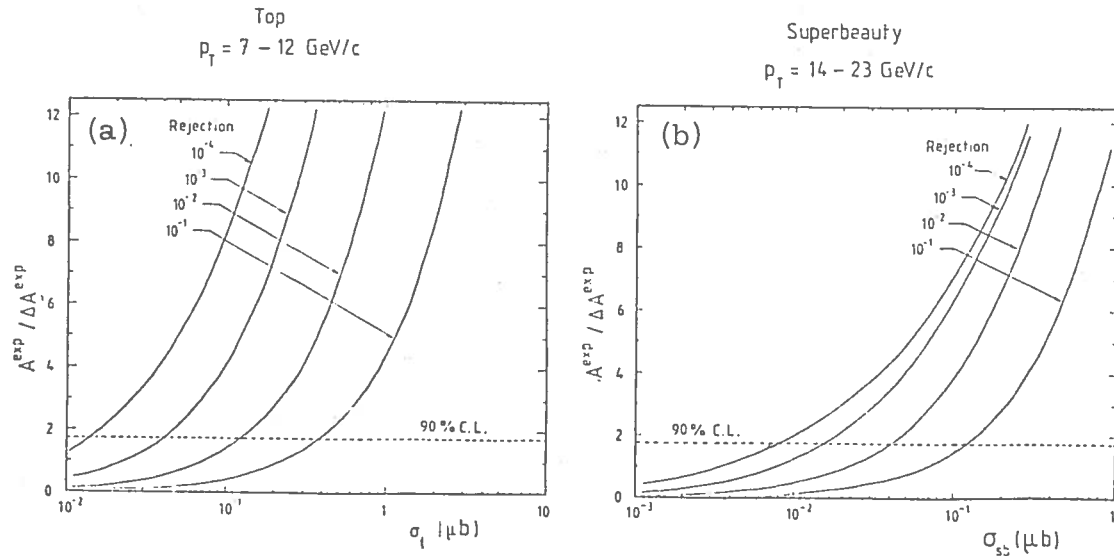 Top
p_T = 7 – 12 GeV/c
(a)
Rejection
10⁻⁴
10⁻³
10⁻²
10⁻¹
90 % C.L.
A^exp / ΔA^exp
12
10
8
6
4
2
0
10⁻²
10⁻¹
1
10
σ_t (μb)
Superbeauty
p_T = 14 – 23 GeV/c
(b)
Rejection
10⁻⁴
10⁻³
10⁻²
10⁻¹
90 % C.L.
A^exp / ΔA^exp
12
10
8
6
4
2
0
10⁻³
10⁻²
10⁻¹
1
σ_sb (μb)